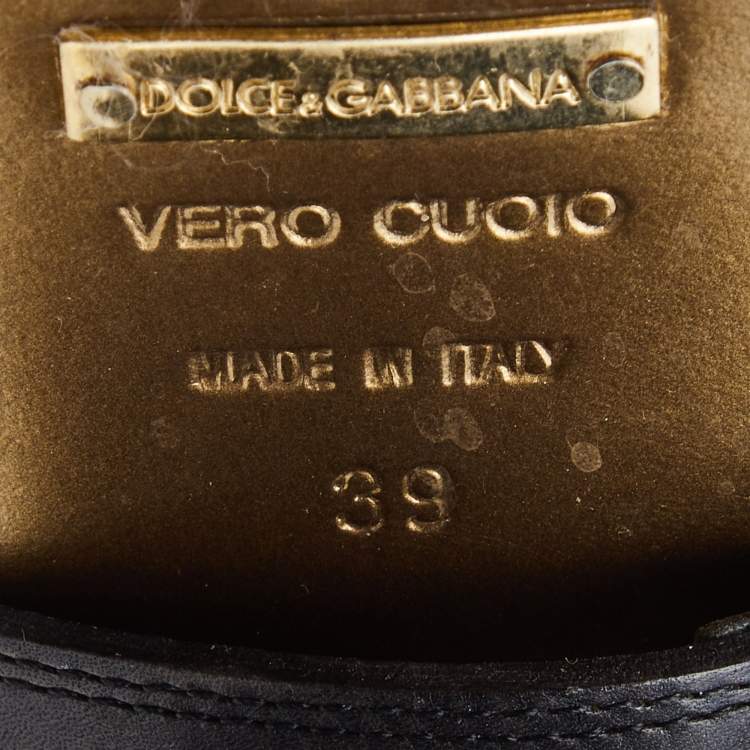 DOLCE&GABBANA
VERO CUOIO
MADE IN ITALY
39